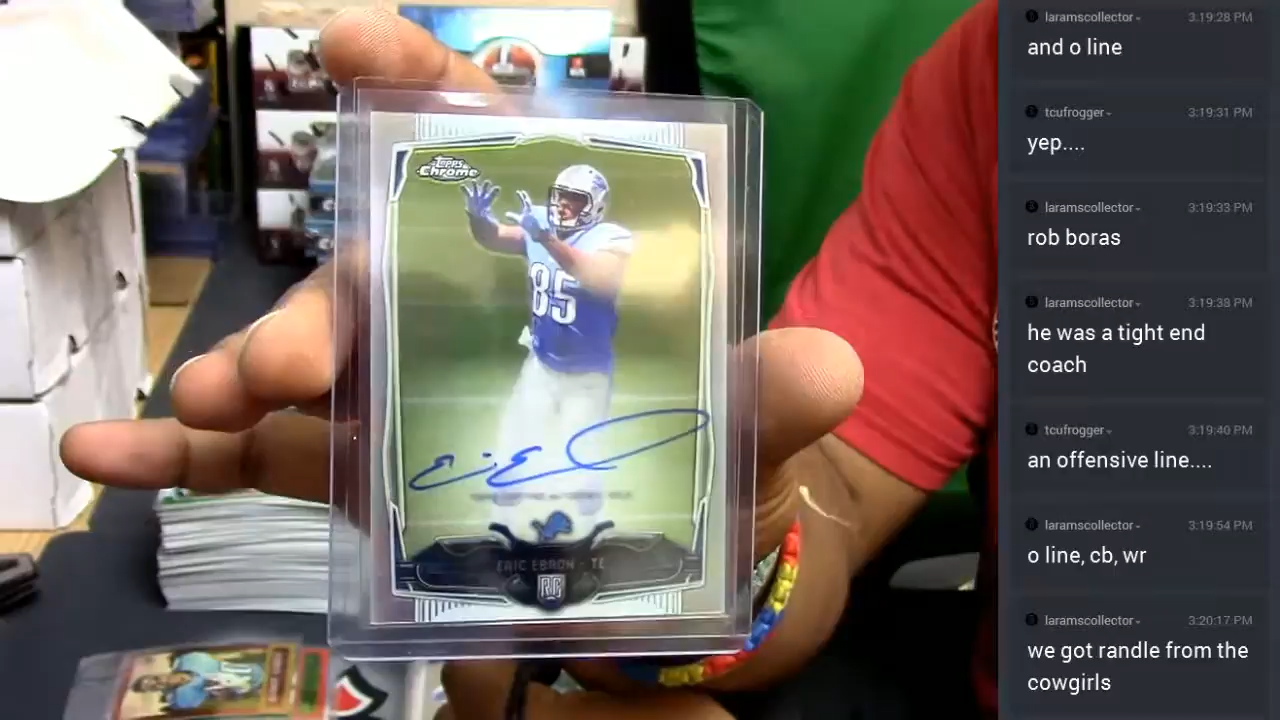 Topps
Chrome
85
Eric Ebron
ERIC EBRON - TE
RC
laramscollector
3:19:28 PM
and o line
tcufrogger
3:19:31 PM
yep....
laramscollector
3:19:33 PM
rob boras
laramscollector
3:19:38 PM
he was a tight end
coach
tcufrogger
3:19:40 PM
an offensive line....
laramscollector
3:19:54 PM
o line, cb, wr
laramscollector
3:20:17 PM
we got randle from the
cowgirls